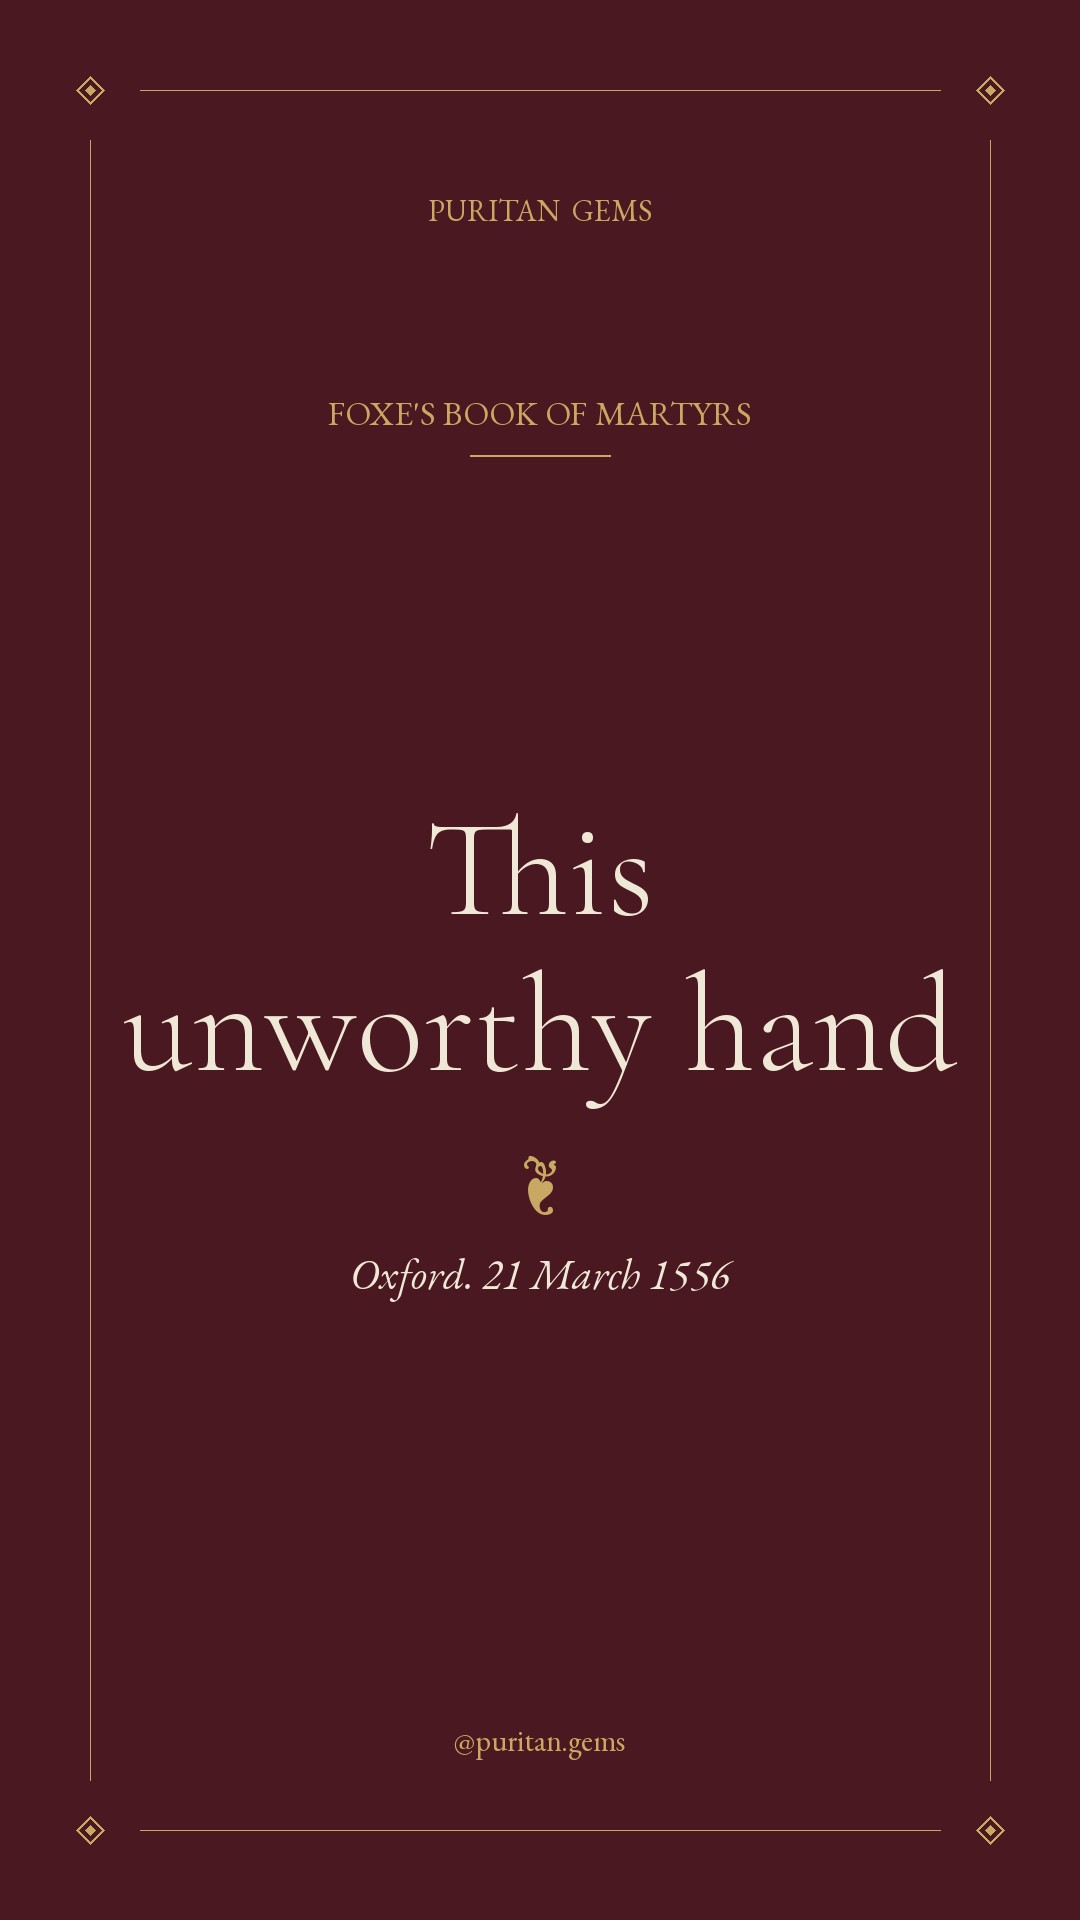 PURITAN GEMS
FOXE'S BOOK OF MARTYRS
This
unworthy hand
Oxford. 21 March 1556
@puritan.gems